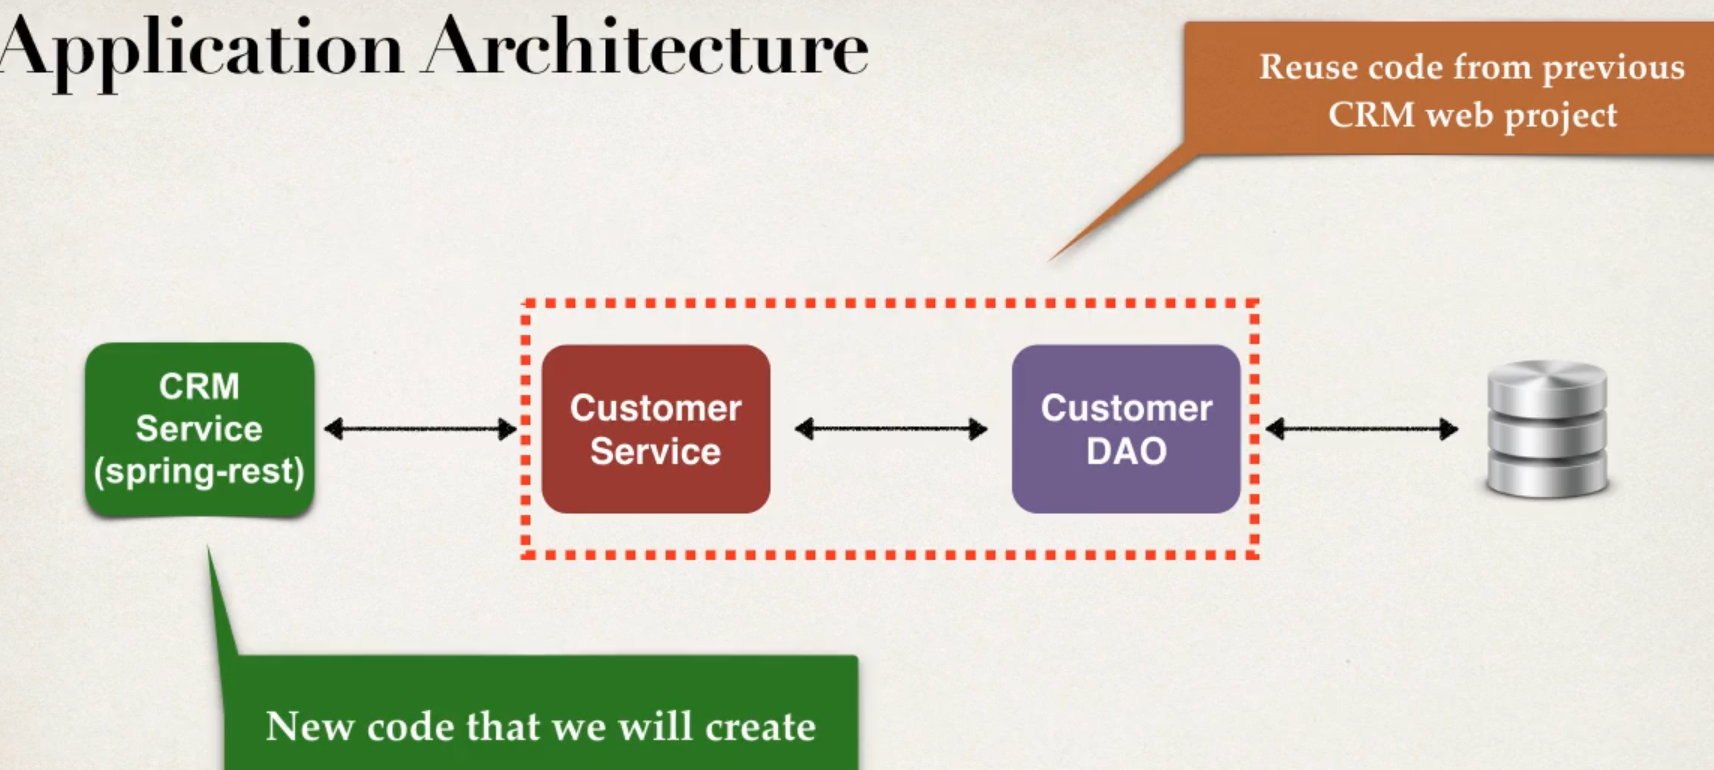 Application Architecture
Reuse code from previous
CRM web project
CRM
Service
(spring-rest)
Customer
Service
Customer
DAO
New code that we will create